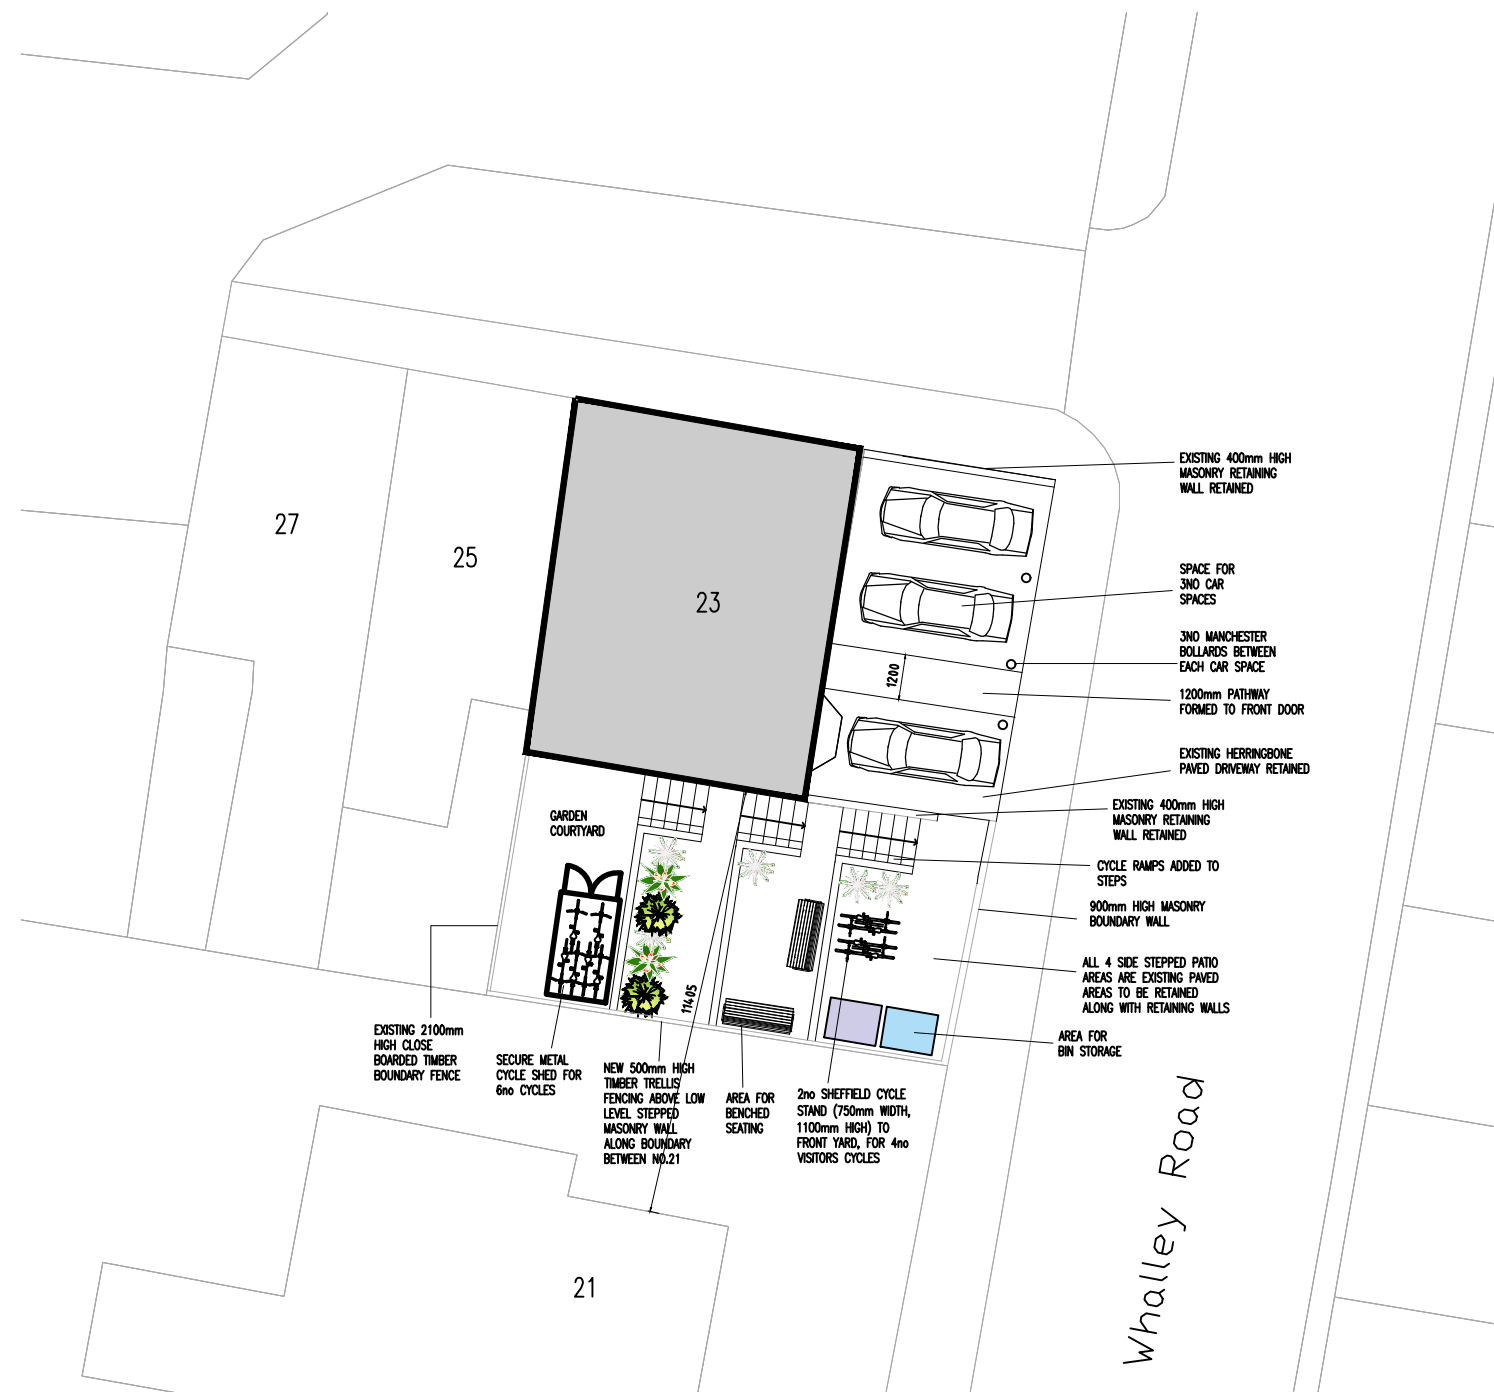 EXISTING 400mm HIGH
MASONRY RETAINING
WALL RETAINED
27
25
23
SPACE FOR
3NO CAR
SPACES
3NO MANCHESTER
BOLLARDS BETWEEN
EACH CAR SPACE
1200
1200mm PATHWAY
FORMED TO FRONT DOOR
EXISTING HERRINGBONE
PAVED DRIVEWAY RETAINED
EXISTING 400mm HIGH
MASONRY RETAINING
WALL RETAINED
GARDEN
COURTYARD
CYCLE RAMPS ADDED TO
STEPS
900mm HIGH MASONRY
BOUNDARY WALL
ALL 4 SIDE STEPPED PATIO
AREAS ARE EXISTING PAVED
AREAS TO BE RETAINED
ALONG WITH RETAINING WALLS
11405
AREA FOR
BIN STORAGE
EXISTING 2100mm
HIGH CLOSE
BOARDED TIMBER
BOUNDARY FENCE
SECURE METAL
CYCLE SHED FOR
6no CYCLES
NEW 500mm HIGH
TIMBER TRELLIS
FENCING ABOVE LOW
LEVEL STEPPED
MASONRY WALL
ALONG BOUNDARY
BETWEEN NO.21
AREA FOR
BENCHED
SEATING
2no SHEFFIELD CYCLE
STAND (750mm WIDTH,
1100mm HIGH) TO
FRONT YARD, FOR 4no
VISITORS CYCLES
21
Whalley Road